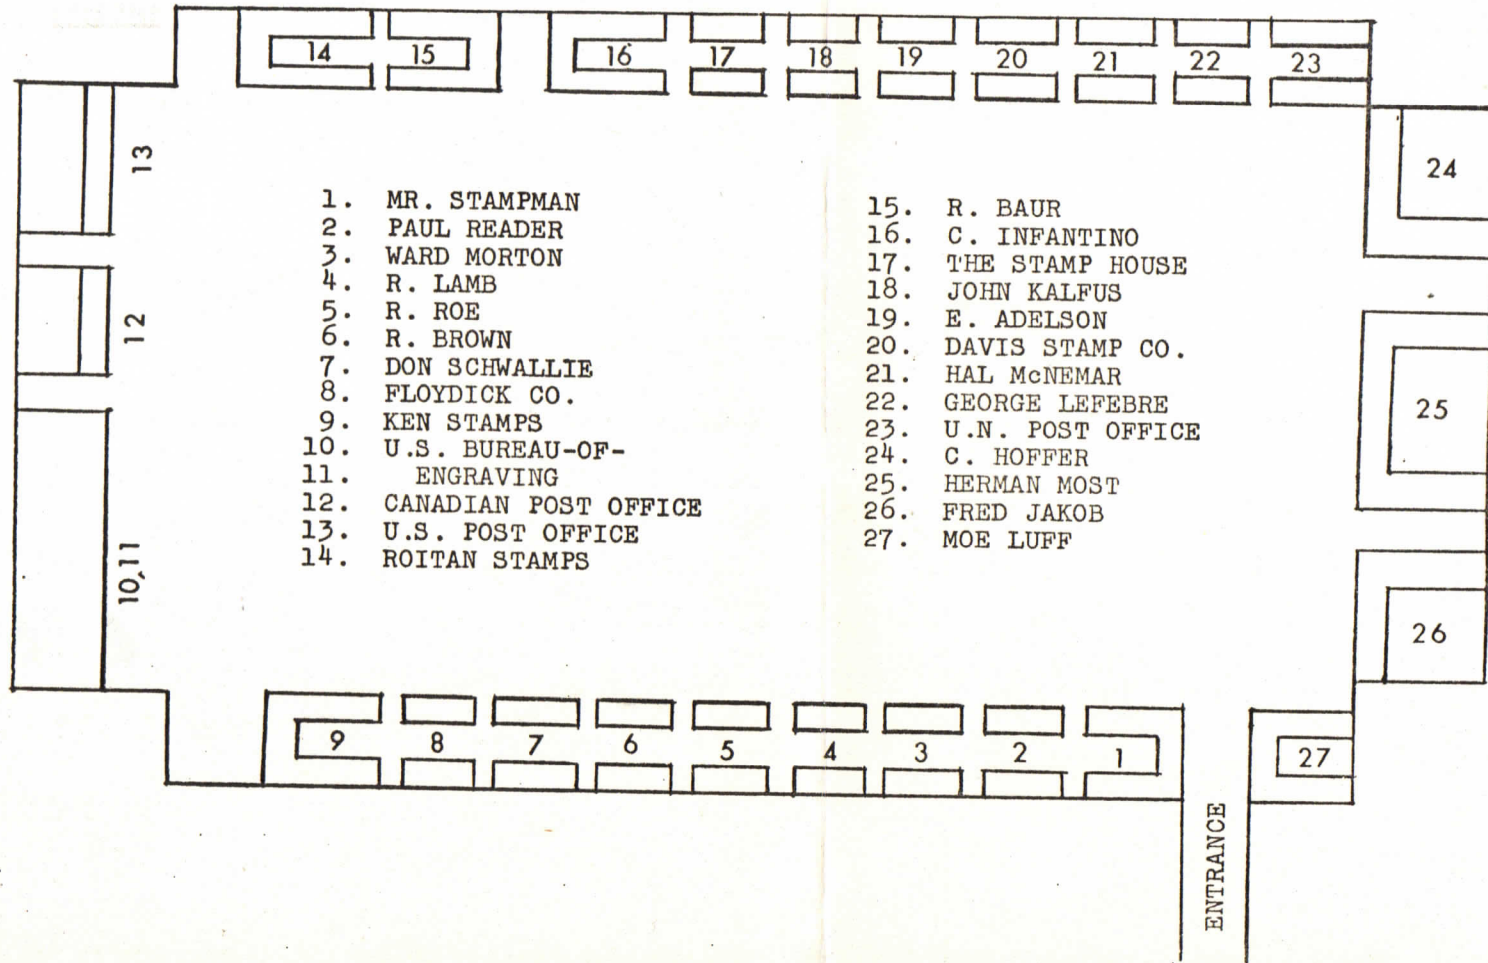 14
15
16
17
18
19
20
21
22
23
13
24
1. MR. STAMPMAN
2. PAUL READER
3. WARD MORTON
4. R. LAMB
5. R. ROE
6. R. BROWN
7. DON SCHWALLIE
8. FLOYDICK CO.
9. KEN STAMPS
10. U.S. BUREAU-OF-
11. ENGRAVING
12. CANADIAN POST OFFICE
13. U.S. POST OFFICE
14. ROITAN STAMPS
15. R. BAUR
16. C. INFANTINO
17. THE STAMP HOUSE
18. JOHN KALFUS
19. E. ADELSON
20. DAVIS STAMP CO.
21. HAL McNEMAR
22. GEORGE LEFEBRE
23. U.N. POST OFFICE
24. C. HOFFER
25. HERMAN MOST
26. FRED JAKOB
27. MOE LUFF
12
25
10,11
26
9
8
7
6
5
4
3
2
1
27
ENTRANCE